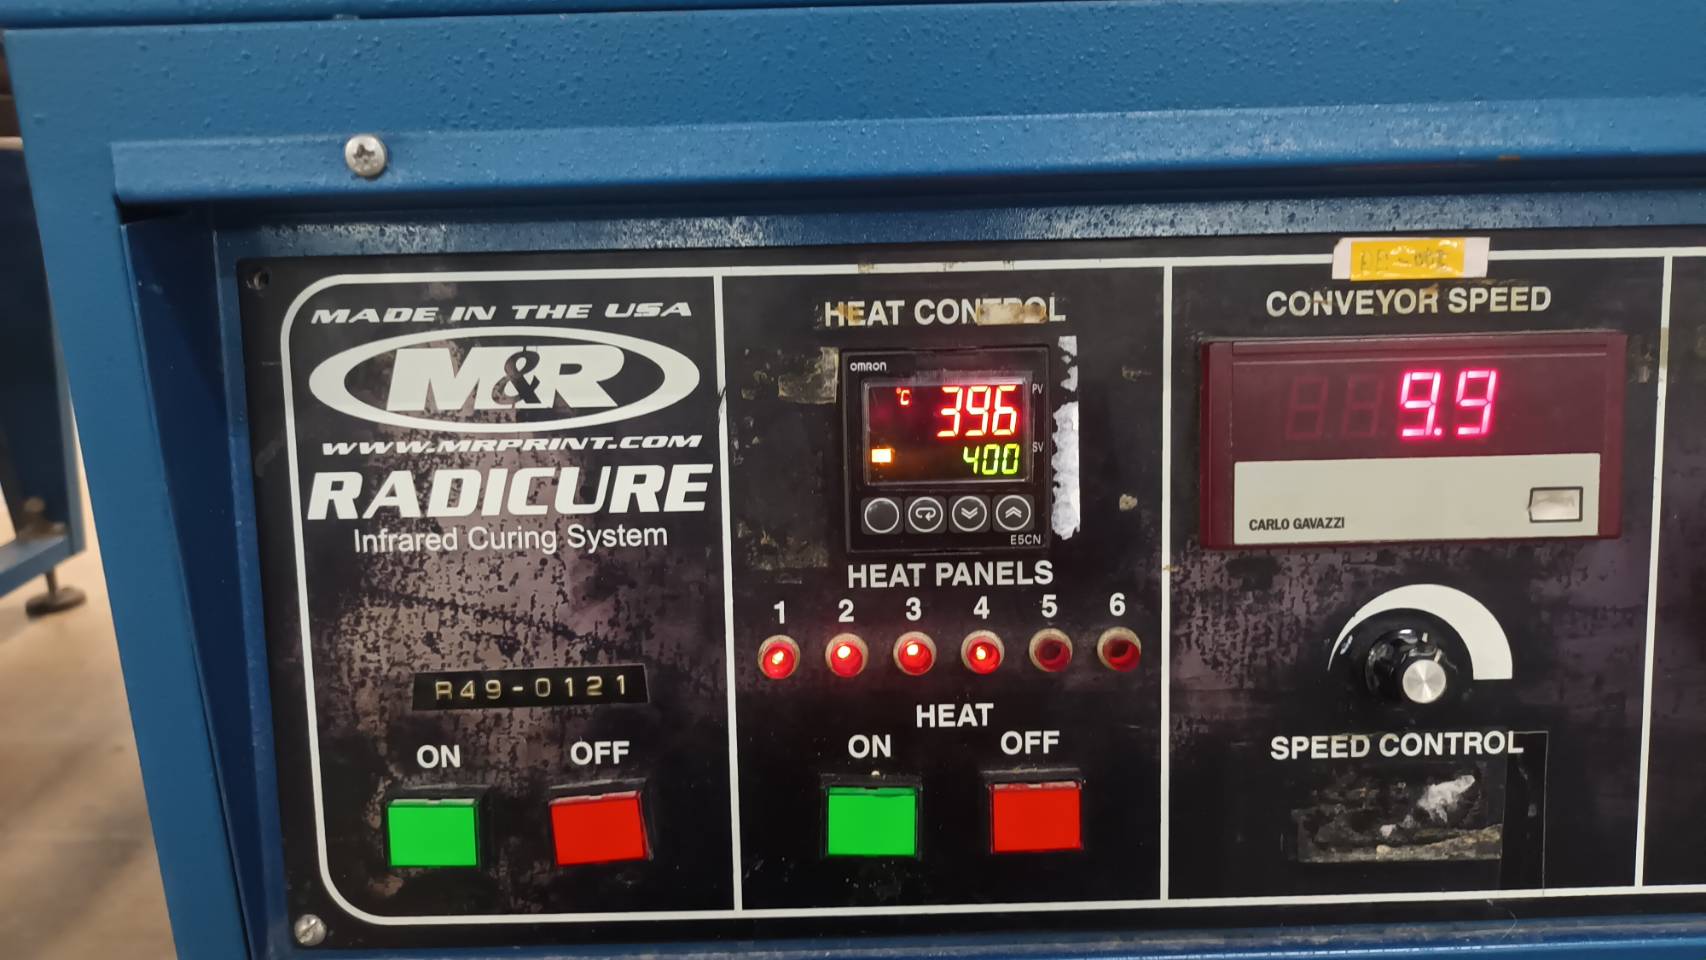 MADE IN THE USA
M&R
WWW.MRPRINT.COM
RADICURE
Infrared Curing System
R49-0121
ON OFF
HEAT CONTROL
OMRON
°C 396 PV
400 SV
E5CN
HEAT PANELS
1 2 3 4 5 6
HEAT
ON OFF
CONVEYOR SPEED
9.9
CARLO GAVAZZI
SPEED CONTROL